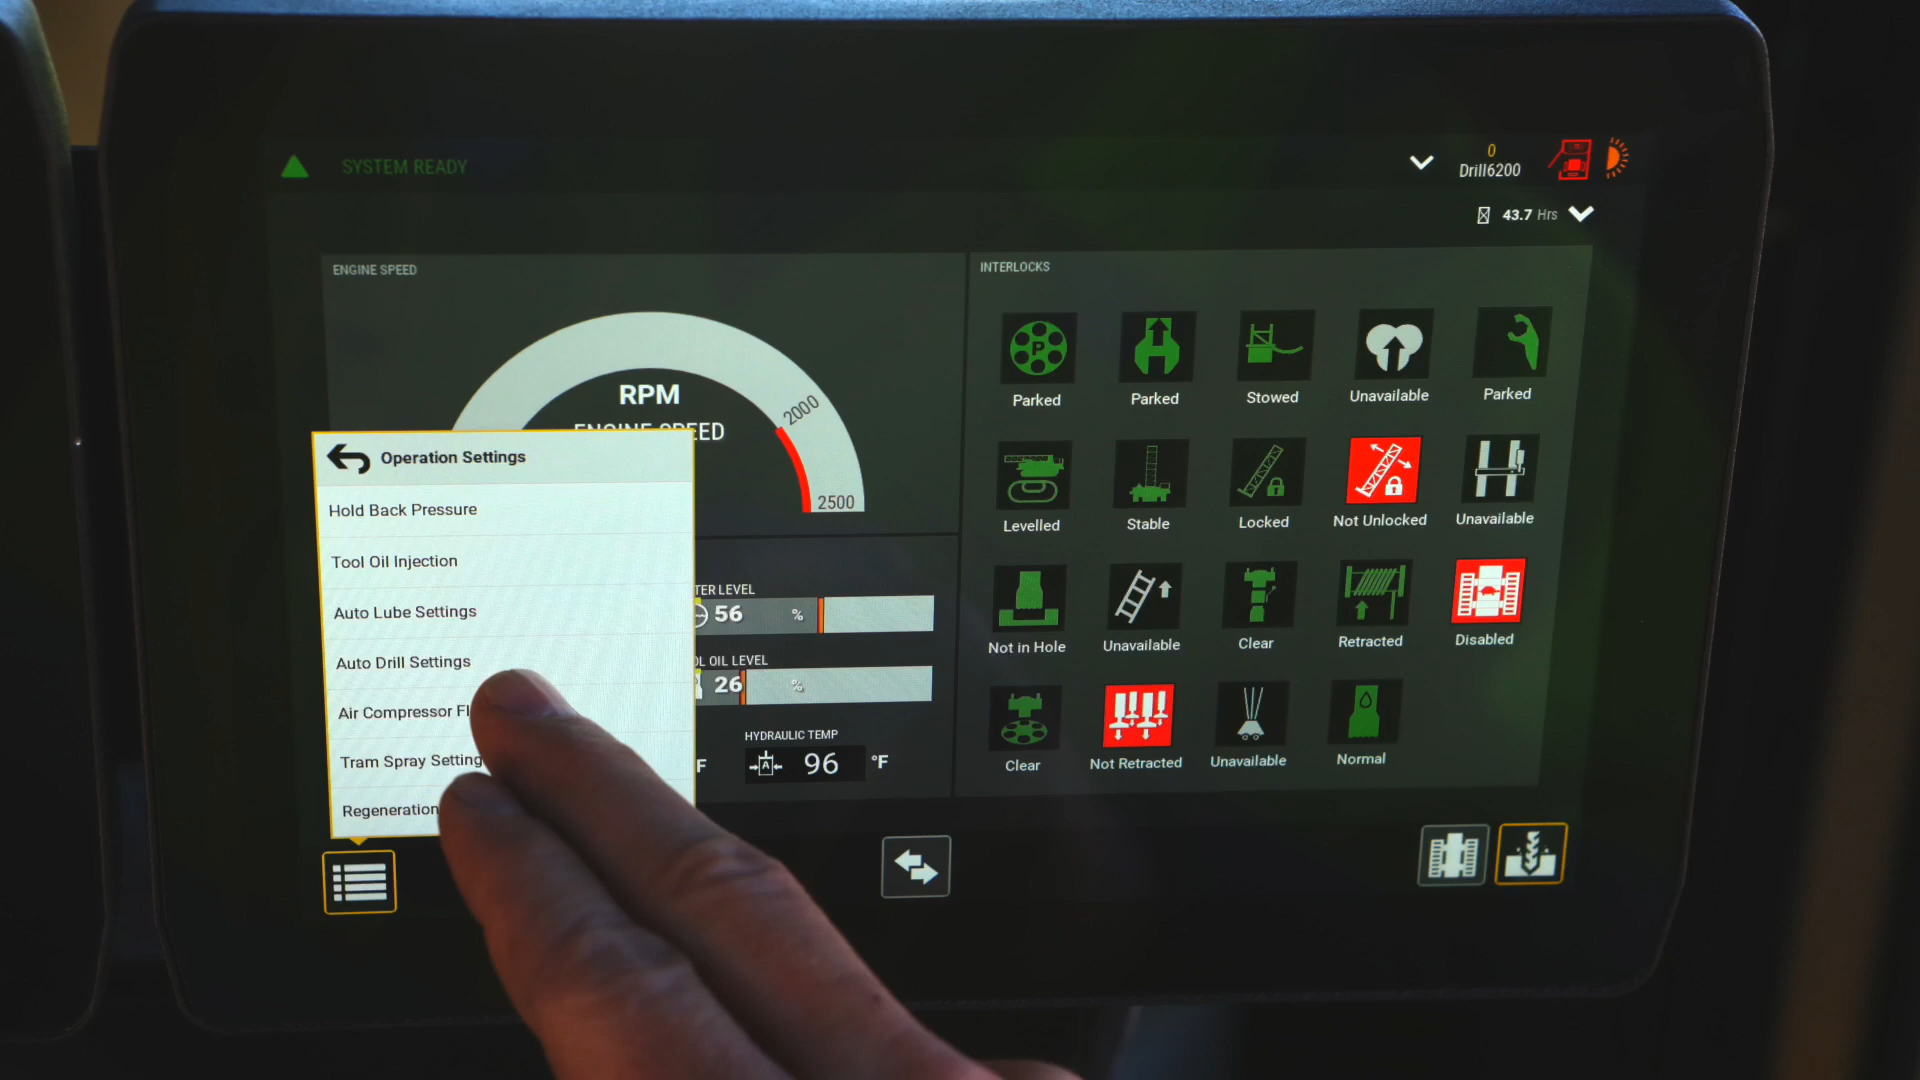 SYSTEM READY
0
Drill6200
43.7 Hrs
ENGINE SPEED
RPM
ENGINE SPEED
2000
2500
Operation Settings
Hold Back Pressure
Tool Oil Injection
Auto Lube Settings
Auto Drill Settings
Air Compressor
Tram Spray Setting
Regeneration
TER LEVEL
56 %
OL OIL LEVEL
26 %
F
HYDRAULIC TEMP
A
96 °F
INTERLOCKS
P
Parked
Parked
Stowed
Unavailable
Parked
Levelled
Stable
Locked
Not Unlocked
Unavailable
Not in Hole
Unavailable
Clear
Retracted
Disabled
Clear
Not Retracted
Unavailable
Normal